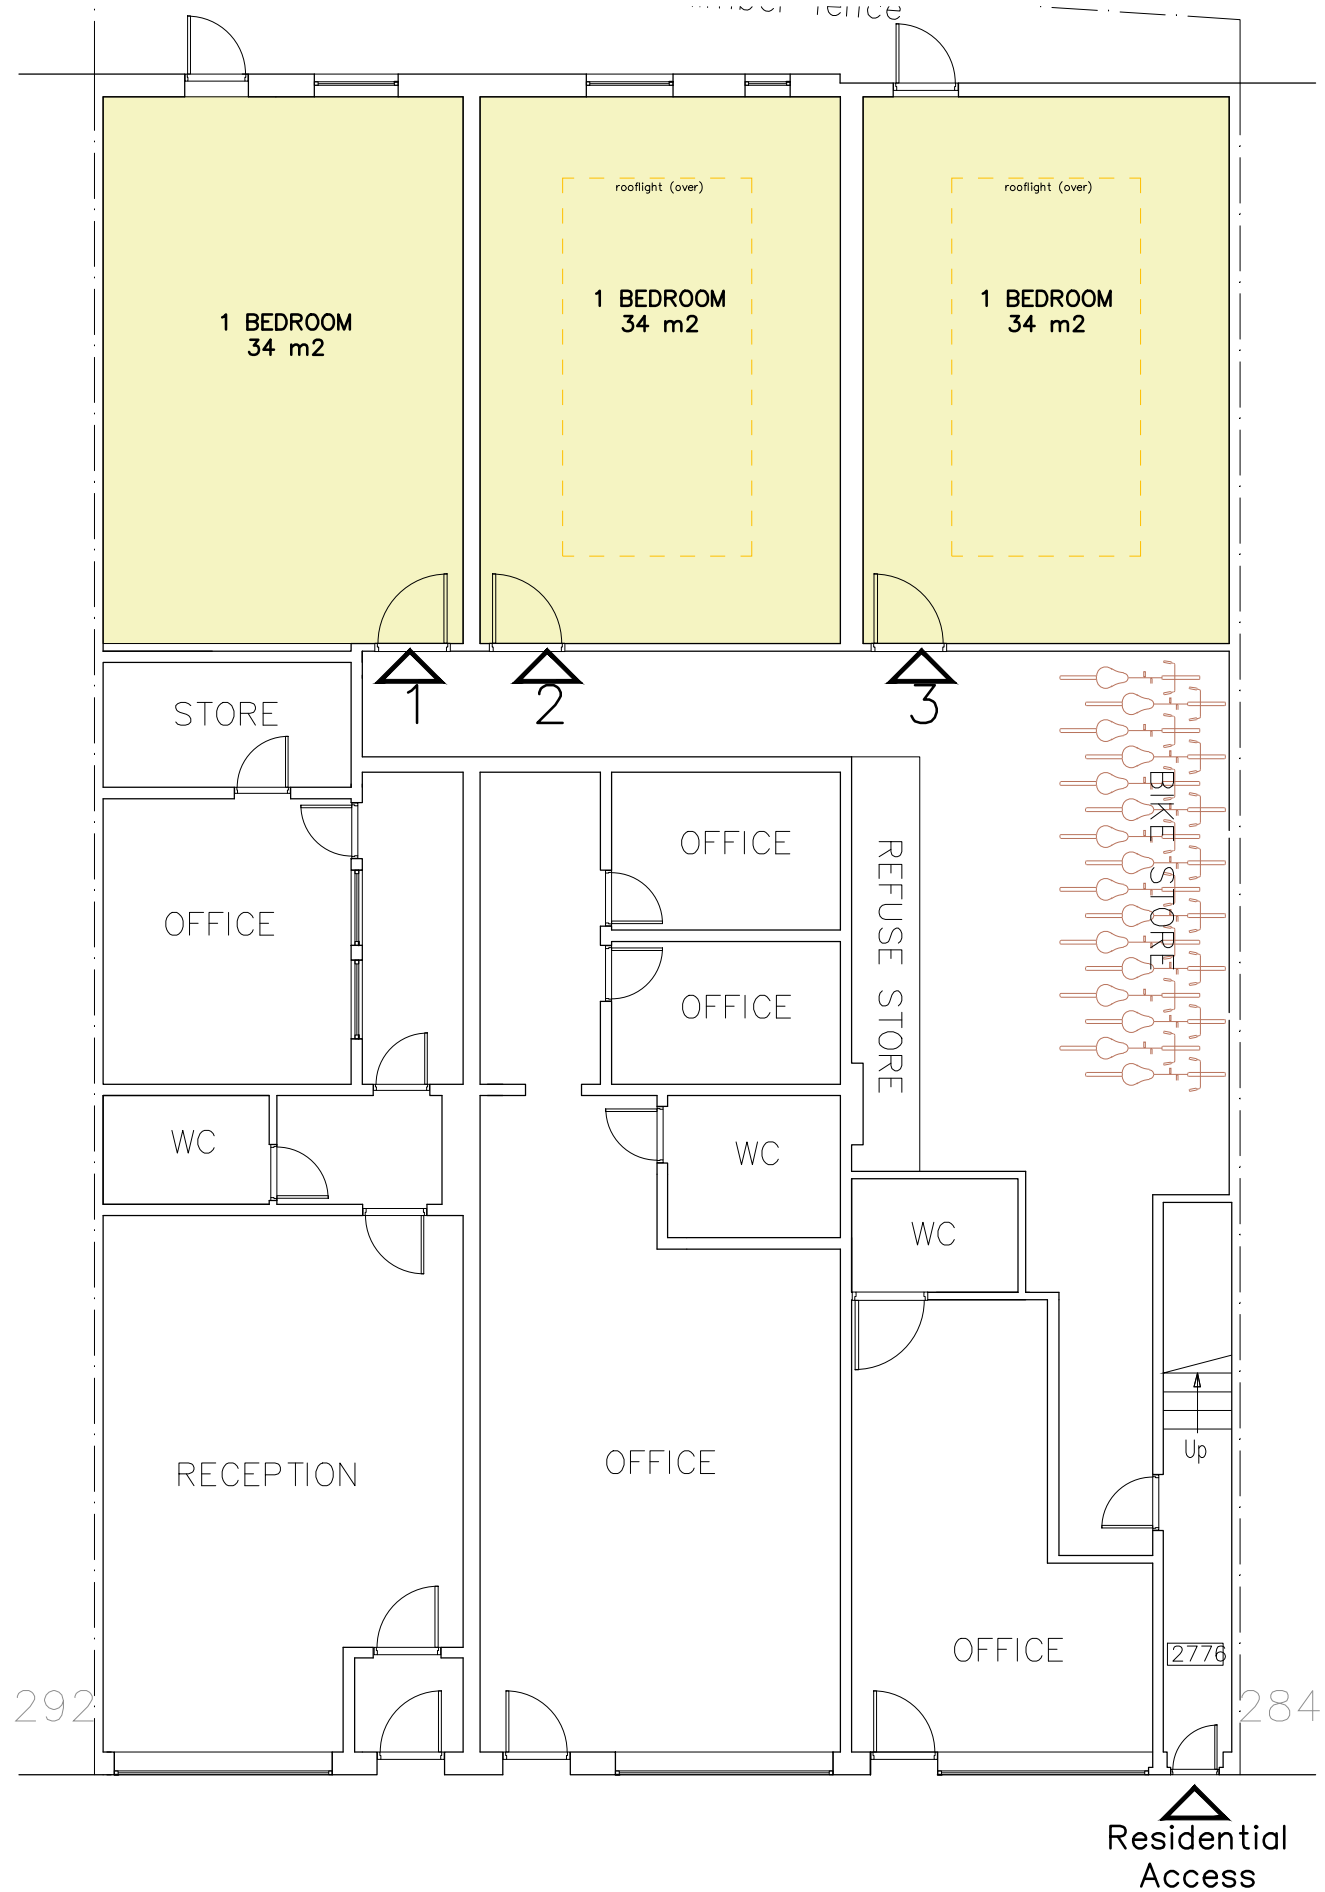 fence
rooflight (over)
rooflight (over)
1 BEDROOM
34 m2
1 BEDROOM
34 m2
1 BEDROOM
34 m2
1
2
3
STORE
BIKE STORE
REFUSE STORE
OFFICE
OFFICE
OFFICE
WC
WC
WC
RECEPTION
OFFICE
Up
OFFICE
2776
292
284
Residential
Access